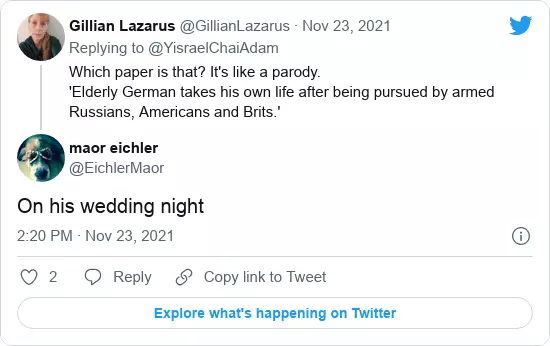 Gillian Lazarus @GillianLazarus · Nov 23, 2021
Replying to @YisraelChaiAdam
Which paper is that? It's like a parody.
'Elderly German takes his own life after being pursued by armed
Russians, Americans and Brits.'
maor eichler
@EichlerMaor
On his wedding night
2:20 PM · Nov 23, 2021
2 Reply Copy link to Tweet
Explore what's happening on Twitter